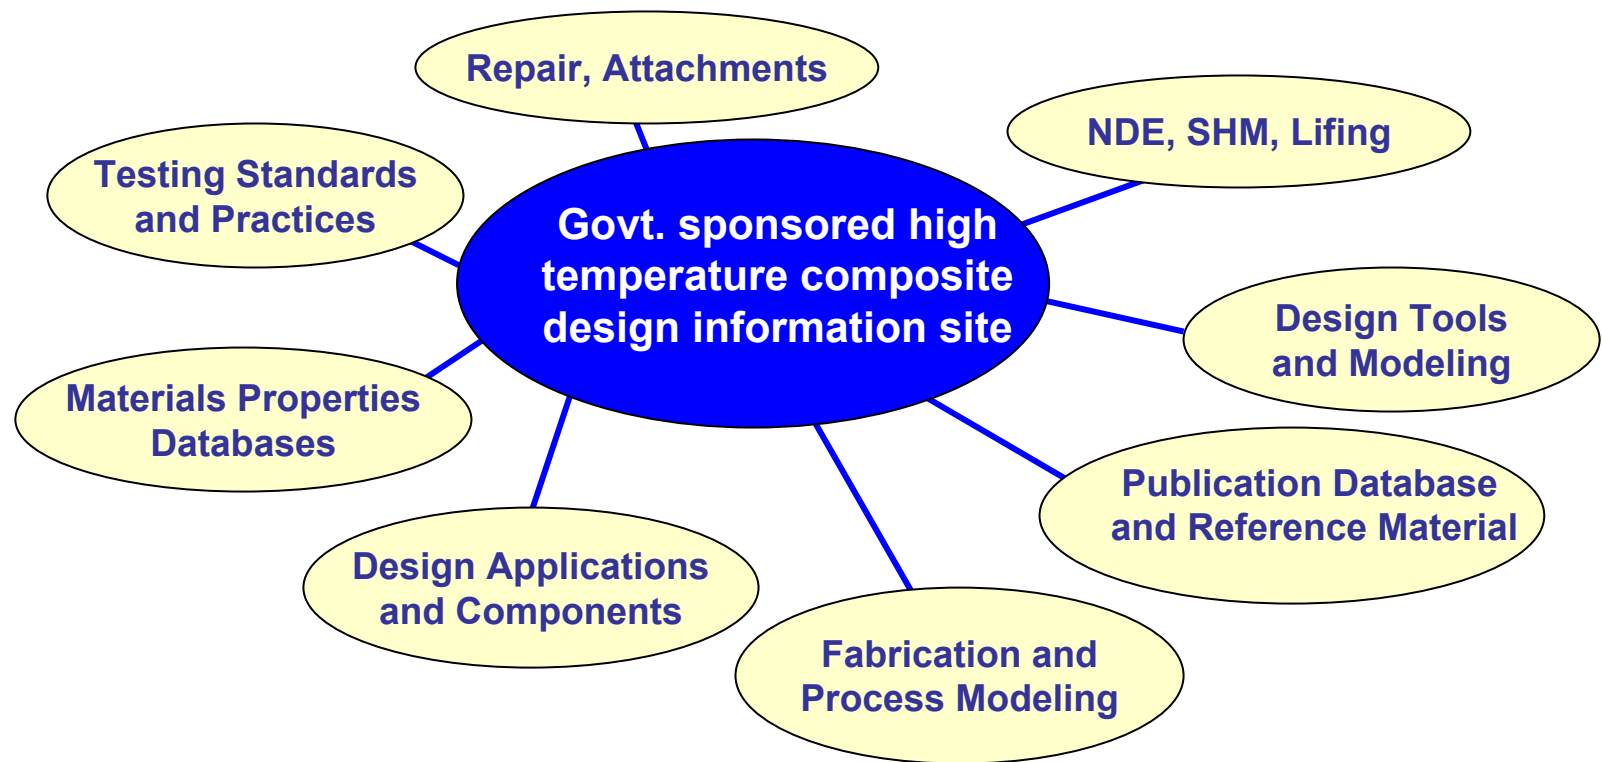 Repair, Attachments
NDE, SHM, Lifing
Testing Standards
and Practices
Govt. sponsored high
temperature composite
design information site
Design Tools
and Modeling
Materials Properties
Databases
Publication Database
and Reference Material
Design Applications
and Components
Fabrication and
Process Modeling